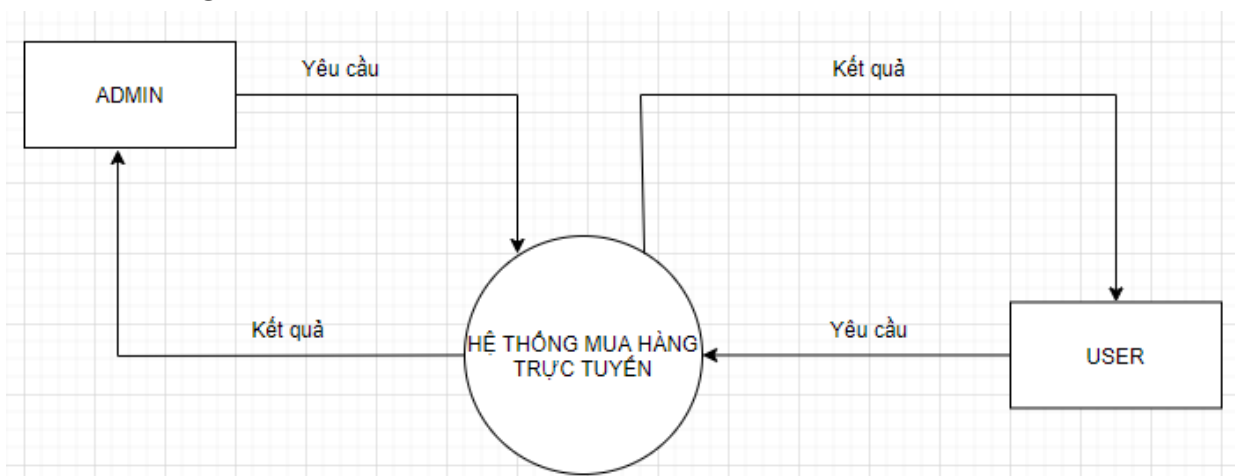 Yêu cầu
Kết quả
ADMIN
Kết quả
Yêu cầu
HỆ THỐNG MUA HÀNG
TRỰC TUYẾN
USER